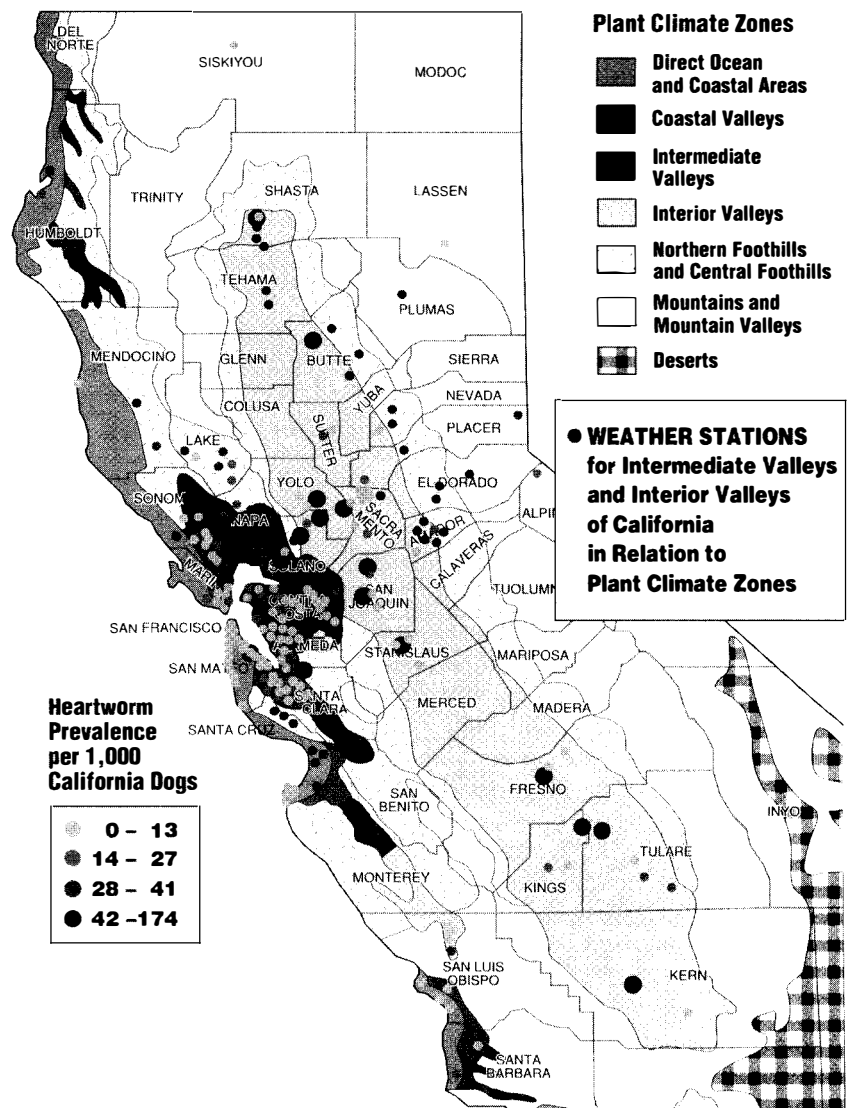 Plant Climate Zones
Direct Ocean
and Coastal Areas
Coastal Valleys
Intermediate
Valleys
Interior Valleys
Northern Foothills
and Central Foothills
Mountains and
Mountain Valleys
Deserts
WEATHER STATIONS
for Intermediate Valleys
and Interior Valleys
of California
in Relation to
Plant Climate Zones
Heartworm
Prevalence
per 1,000
California Dogs
0 – 13
14 – 27
28 – 41
42 –174
DEL
NORTE
SISKIYOU
MODOC
TRINITY
SHASTA
LASSEN
HUMBOLDT
TEHAMA
PLUMAS
MENDOCINO
GLENN
BUTTE
SIERRA
COLUSA
YUBA
NEVADA
SUTTER
PLACER
LAKE
YOLO
EL DORADO
SONOM
NAPA
SACRA
MENTO
ALPIN
AMADOR
MARI
SOLANO
CALAVERAS
SAN
JOAQUIN
TUOLUMN
CONTR
COSTA
SAN FRANCISCO
ALAMEDA
STANISLAUS
MARIPOSA
SAN MATEO
SANTA
CLARA
MERCED
MADERA
SANTA CRUZ
SAN
BENITO
FRESNO
INYO
MONTEREY
KINGS
TULARE
SAN LUIS
OBISPO
KERN
SANTA
BARBARA